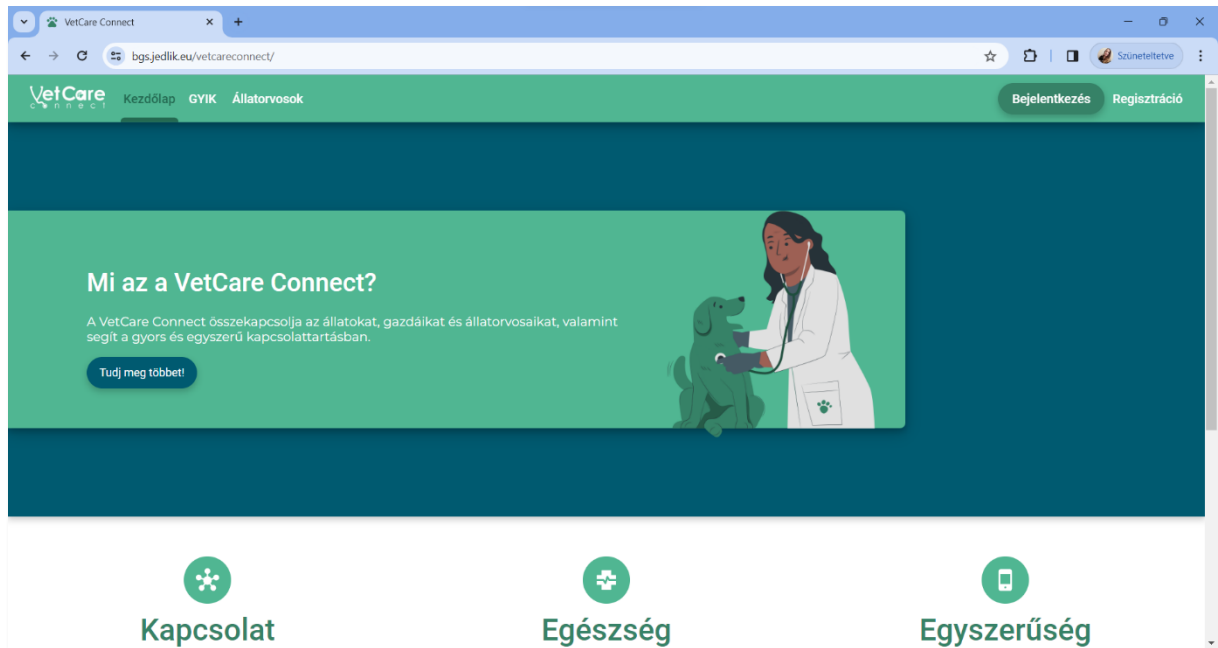 VetCare Connect
bgs.jedlik.eu/vetcareconnect/
Szüneteltetve
VetCare
connect
Kezdőlap GYIK Állatorvosok
Bejelentkezés Regisztráció
Mi az a VetCare Connect?
A VetCare Connect összekapcsolja az állatokat, gazdáikat és állatorvosaikat, valamint
segít a gyors és egyszerű kapcsolattartásban.
Tudj meg többet!
Kapcsolat Egészség Egyszerűség